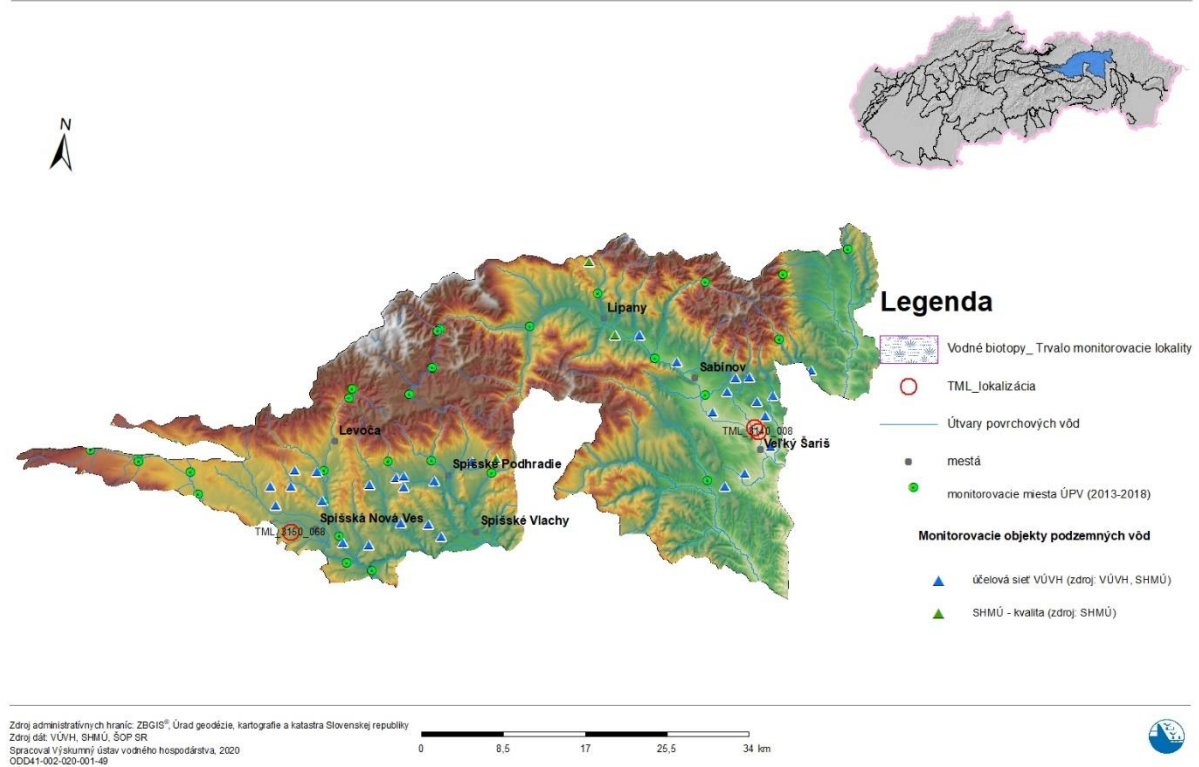 N
Lipany
Sabinov
TML_3140_008
Veľký Šariš
Levoča
Spišské Podhradie
Spišská Nová Ves
Spišské Vlachy
TML_3150_068
Legenda
Vodné biotopy_ Trvalo monitorovacie lokality
TML_lokalizácia
Útvary povrchových vôd
mestá
monitorovacie miesta ÚPV (2013-2018)
Monitorovacie objekty podzemných vôd
účelová sieť VÚVH (zdroj: VÚVH, SHMÚ)
SHMÚ - kvalita (zdroj: SHMÚ)
Zdroj administratívnych hraníc: ZBGIS®, Úrad geodézie, kartografie a katastra Slovenskej republiky
Zdroj dát: VÚVH, SHMÚ, ŠOP SR
Spracoval Výskumný ústav vodného hospodárstva, 2020
ODD41-002-020-001-49
0 8,5 17 25,5 34 km